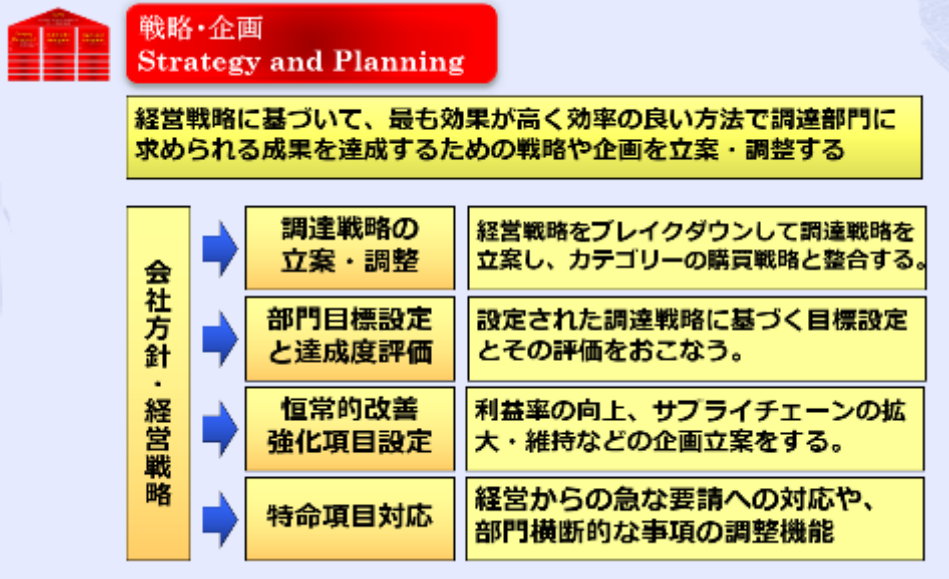 戦略・企画
Strategy and Planning
経営戦略に基づいて、最も効果が高く効率の良い方法で調達部門に
求められる成果を達成するための戦略や企画を立案・調整する
会社方針・経営戦略
調達戦略の
立案・調整
経営戦略をブレイクダウンして調達戦略を
立案し、カテゴリーの購買戦略と整合する。
部門目標設定
と達成度評価
設定された調達戦略に基づく目標設定
とその評価をおこなう。
恒常的改善
強化項目設定
利益率の向上、サプライチェーンの拡
大・維持などの企画立案をする。
特命項目対応
経営からの急な要請への対応や、
部門横断的な事項の調整機能